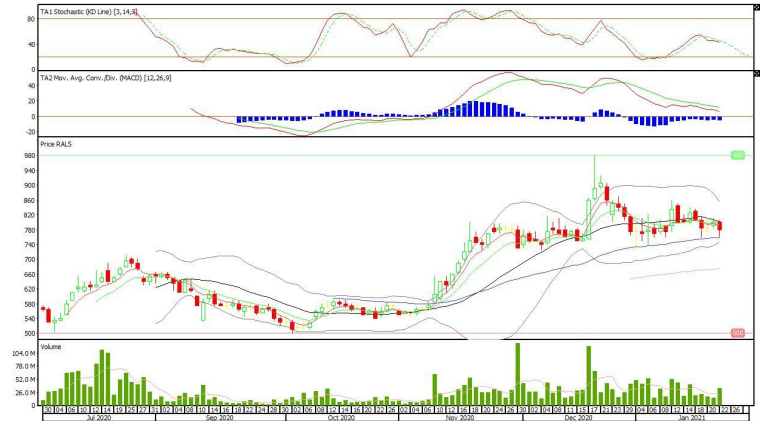 TA1 Stochastic (KD Line) [3,14,3]
80
40
0
TA2 Mov. Avg. Conv./Div. (MACD) [12,26,9]
40
20
0
-20
Price RALS
980
940
900
860
820
780
740
700
660
620
580
540
500
500
Volume
104.0 M
78.0 M
52.0 M
26.0 M
0
30 04 06 10 12 14 19 25 27 31 02 04 08 10 14 16 18 22 24 28 30 02 06 08 12 14 16 20 22 26 02 04 06 10 12 16 18 20 24 26 30 02 04 08 10 11 15 17 21 23 29 04 06 08 12 14 18 20 22 26
Jul 2020 Sep 2020 Oct 2020 Nov 2020 Dec 2020 Jan 2021